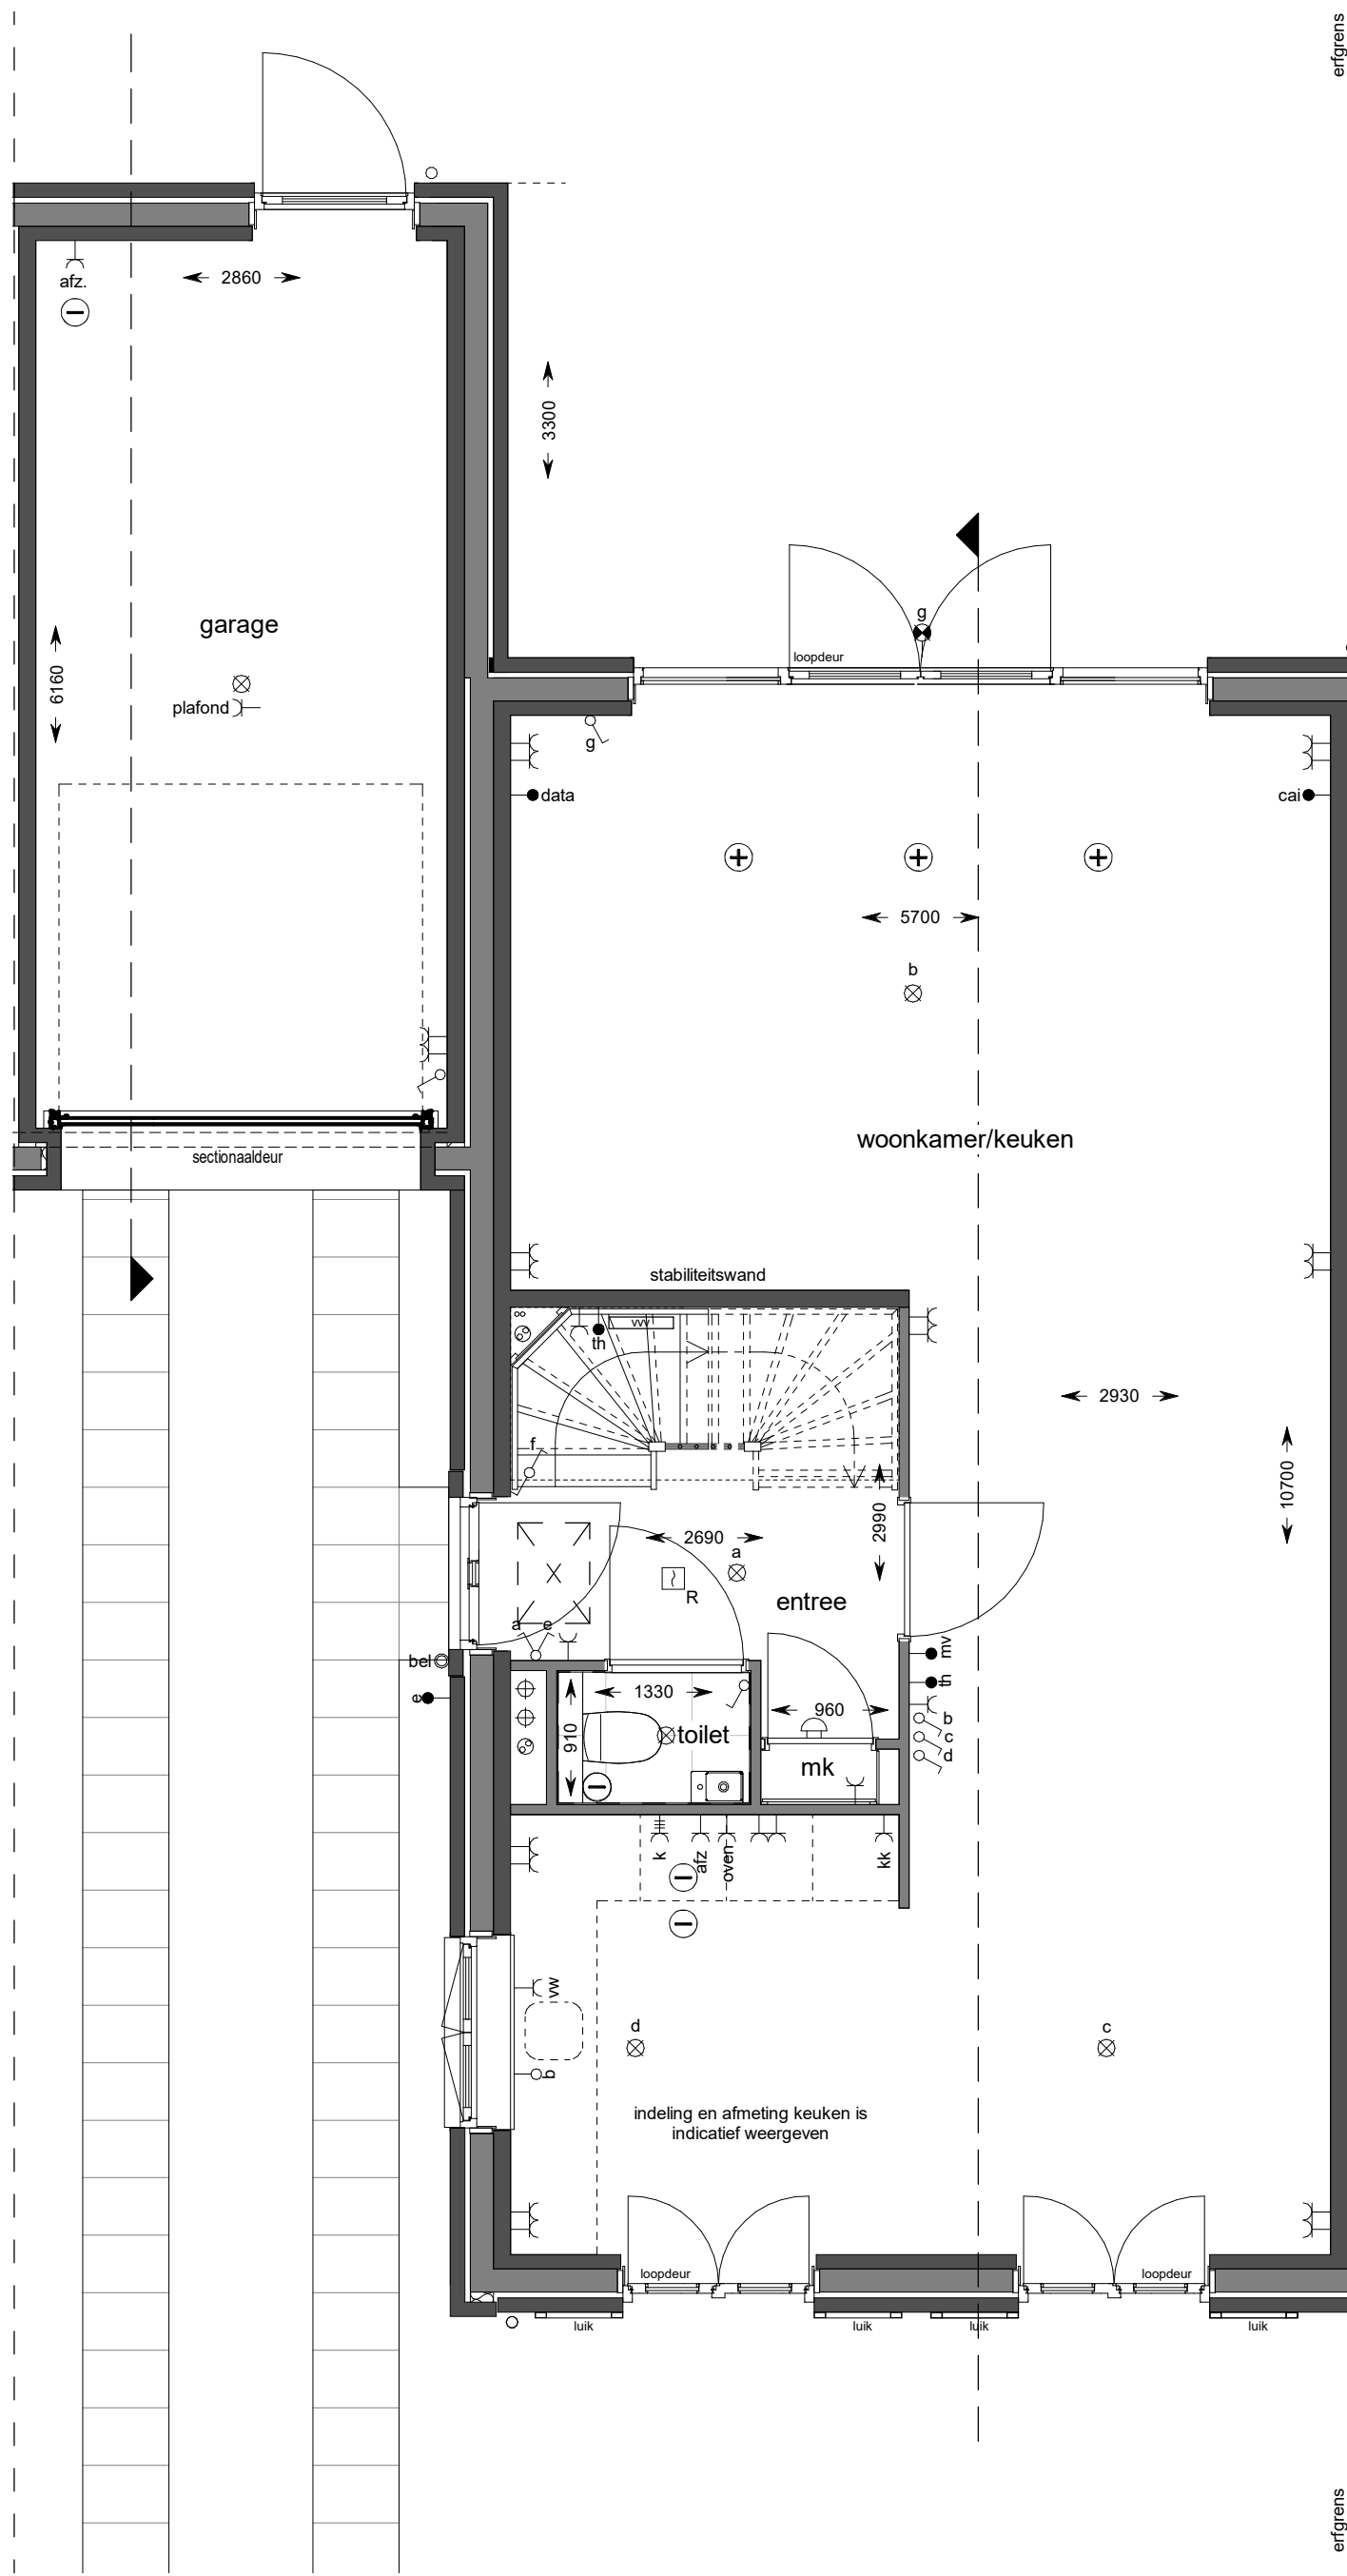 erfgrens
afz.
2860
3300
garage
g
loopdeur
6160
plafond
g
data
cai
5700
b
woonkamer/keuken
sectionaaldeur
stabiliteitswand
vvv
th
2930
f
10700
2990
2690
a
R
entree
a
e
mv
bel
th
e
1330
960
b
910
toilet
c
d
mk
k
afz
oven
kk
vw
d
c
b
indeling en afmeting keuken is
indicatief weergeven
loopdeur
loopdeur
luik
luik
luik
luik
erfgrens